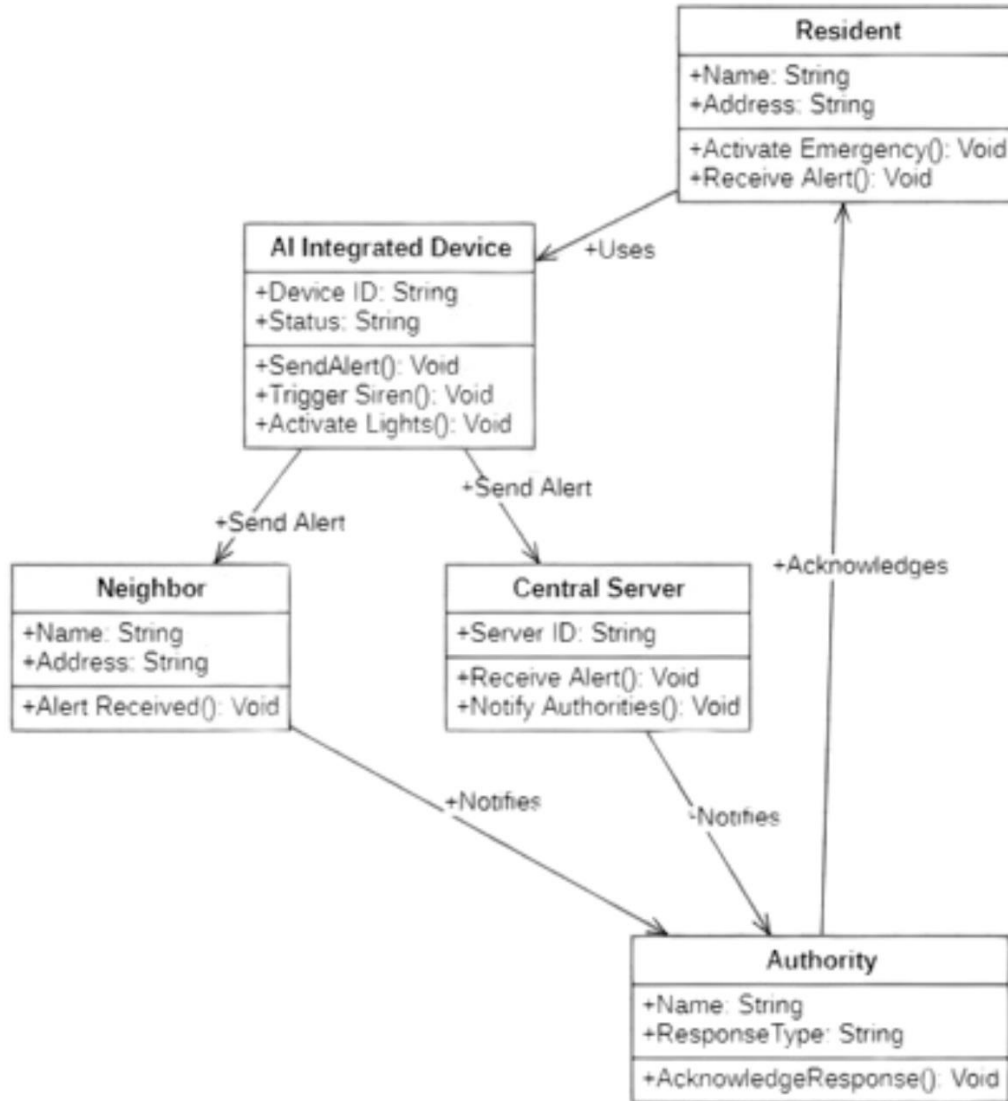 Resident
+Name: String
+Address: String
+Activate Emergency(): Void
+Receive Alert(): Void
+Uses
AI Integrated Device
+Device ID: String
+Status: String
+SendAlert(): Void
+Trigger Siren(): Void
+Activate Lights(): Void
+Send Alert
+Send Alert
Neighbor
+Name: String
+Address: String
+Alert Received(): Void
Central Server
+Server ID: String
+Receive Alert(): Void
+Notify Authorities(): Void
+Acknowledges
+Notifies
+Notifies
Authority
+Name: String
+ResponseType: String
+AcknowledgeResponse(): Void